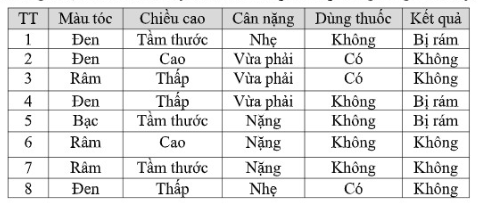 TT Màu tóc Chiều cao Cân nặng Dùng thuốc Kết quả
1 Đen Tầm thước Nhẹ Không Bị rám
2 Đen Cao Vừa phải Có Không
3 Râm Thấp Vừa phải Có Không
4 Đen Thấp Vừa phải Không Bị rám
5 Bạc Tầm thước Nặng Không Bị rám
6 Râm Cao Nặng Không Không
7 Râm Tầm thước Nặng Không Không
8 Đen Thấp Nhẹ Có Không